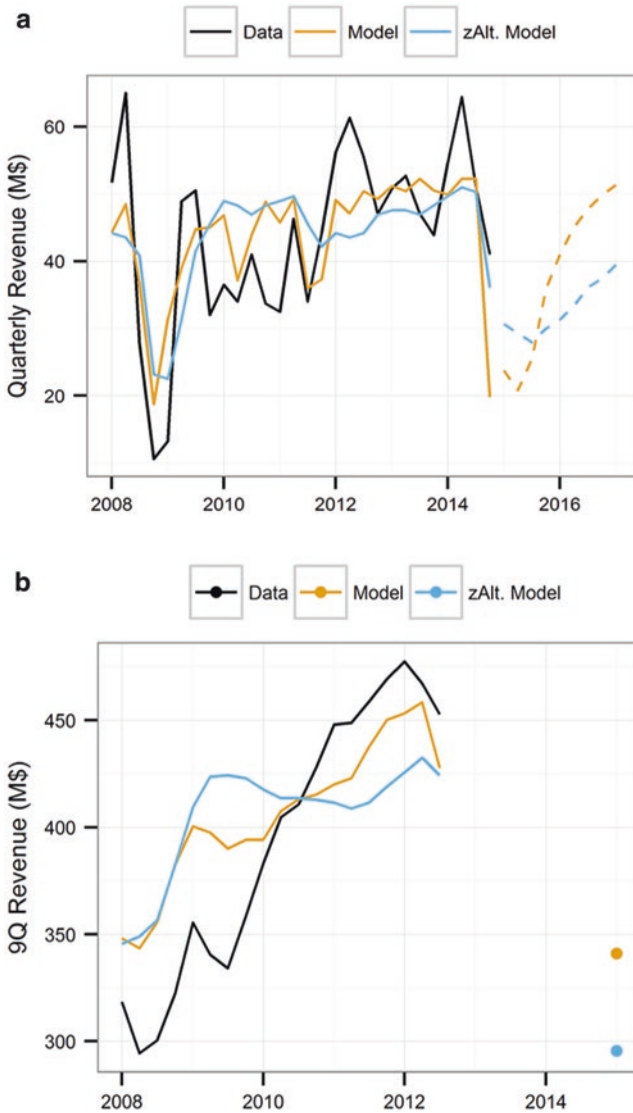 a
Data Model zAlt. Model
Quarterly Revenue (M$)
60
40
20
2008 2010 2012 2014 2016
b
Data Model zAlt. Model
9Q Revenue (M$)
450
400
350
300
2008 2010 2012 2014